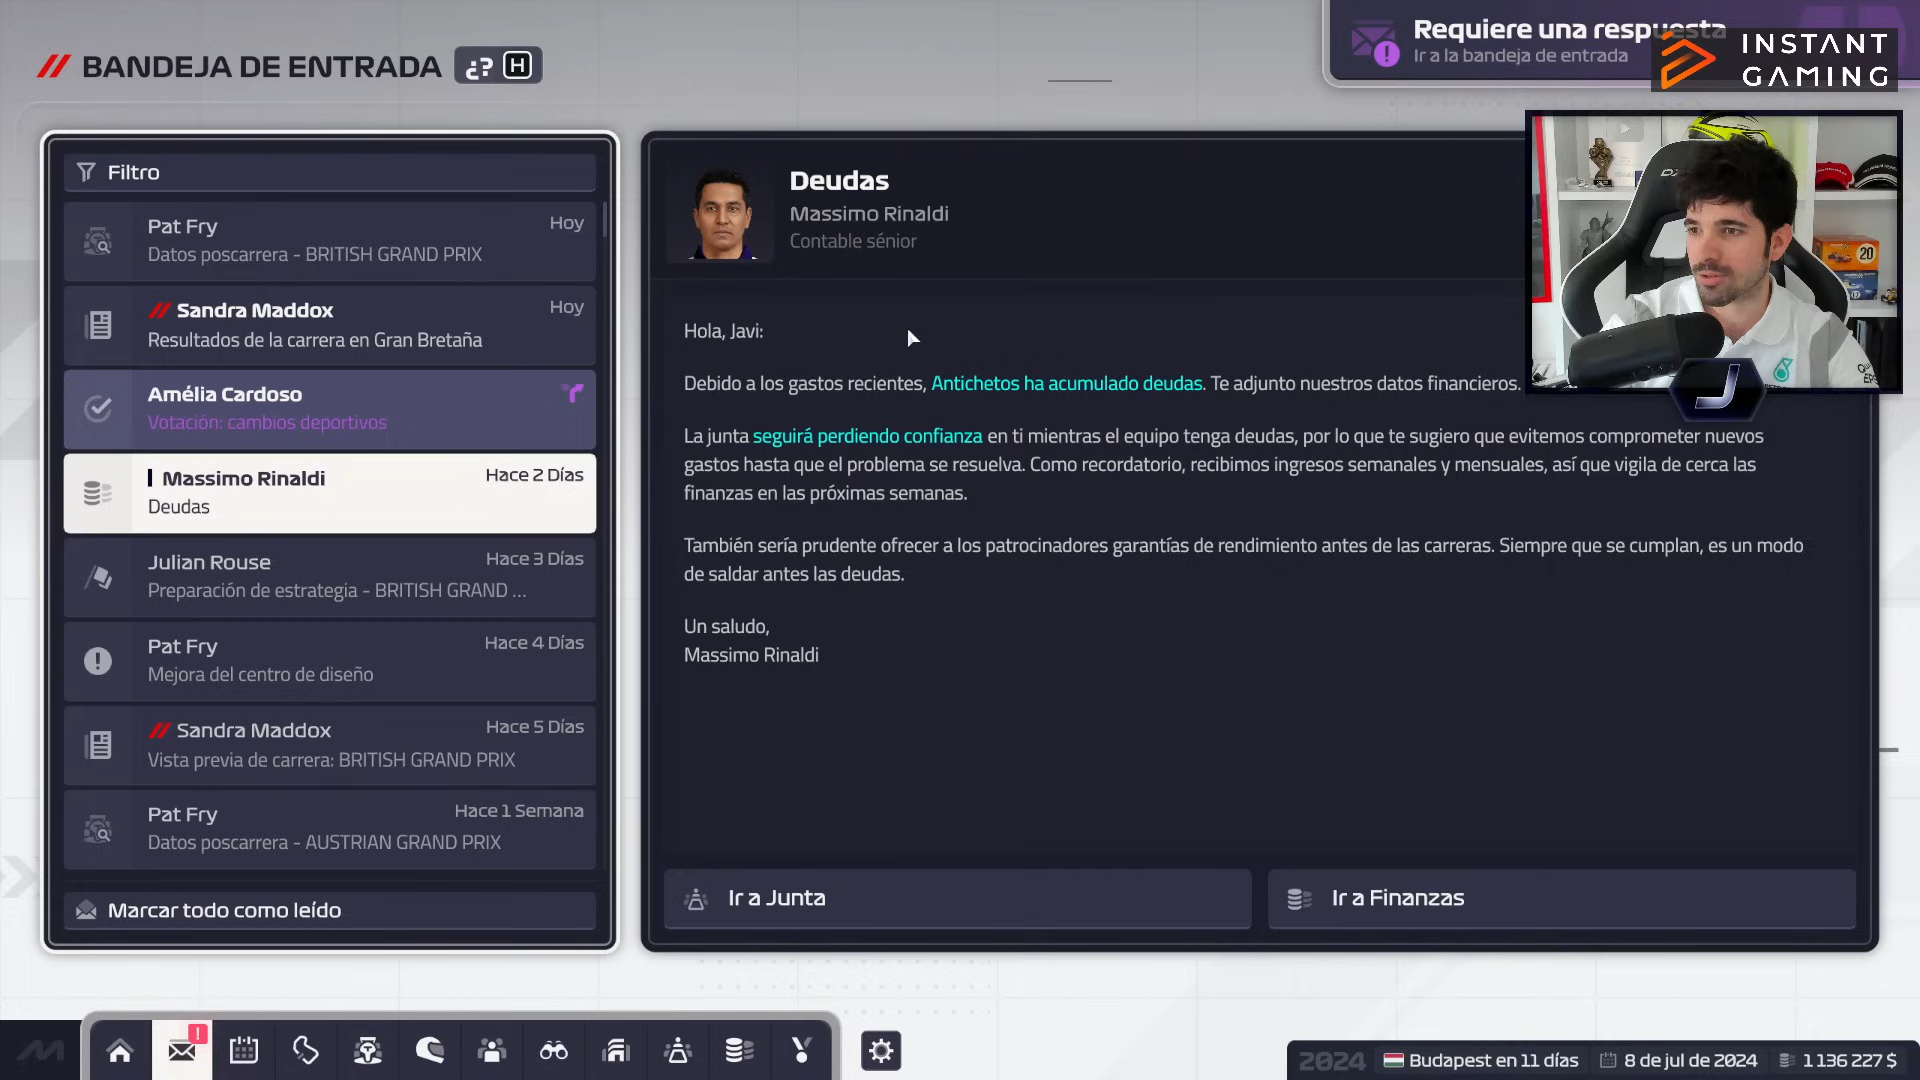 BANDEJA DE ENTRADA ¿? H
Requiere una respuesta
Ir a la bandeja de entrada
INSTANT
GAMING
Filtro
Pat Fry Hoy
Datos poscarrera - BRITISH GRAND PRIX
Sandra Maddox Hoy
Resultados de la carrera en Gran Bretaña
Amélia Cardoso
Votación: cambios deportivos
Massimo Rinaldi Hace 2 Días
Deudas
Julian Rouse Hace 3 Días
Preparación de estrategia - BRITISH GRAND ...
Pat Fry Hace 4 Días
Mejora del centro de diseño
Sandra Maddox Hace 5 Días
Vista previa de carrera: BRITISH GRAND PRIX
Pat Fry Hace 1 Semana
Datos poscarrera - AUSTRIAN GRAND PRIX
Marcar todo como leído
Deudas
Massimo Rinaldi
Contable sénior
Hola, Javi:
Debido a los gastos recientes, Antichetos ha acumulado deudas. Te adjunto nuestros datos financieros.
La junta seguirá perdiendo confianza en ti mientras el equipo tenga deudas, por lo que te sugiero que evitemos comprometer nuevos
gastos hasta que el problema se resuelva. Como recordatorio, recibimos ingresos semanales y mensuales, así que vigila de cerca las
finanzas en las próximas semanas.
También sería prudente ofrecer a los patrocinadores garantías de rendimiento antes de las carreras. Siempre que se cumplan, es un modo
de saldar antes las deudas.
Un saludo,
Massimo Rinaldi
Ir a Junta
Ir a Finanzas
20
J
2024 Budapest en 11 días 8 de jul de 2024 1 136 227 $